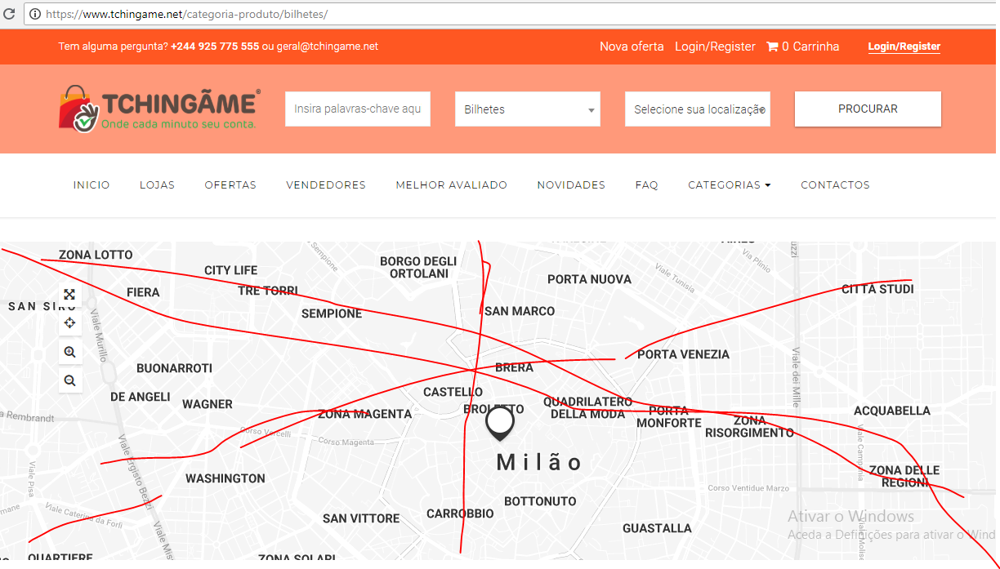 https://www.tchingame.net/categoria-produto/bilhetes/
Tem alguma pergunta? +244 925 775 555 ou geral@tchingame.net
Nova oferta Login/Register 0 Carrinha Login/Register
TCHINGÃME®
Onde cada minuto seu conta.
Insira palavras-chave aqu
Bilhetes
Selecione sua localização
PROCURAR
INICIO LOJAS OFERTAS VENDEDORES MELHOR AVALIADO NOVIDADES FAQ CATEGORIAS CONTACTOS
ZONA LOTTO
CITY LIFE
BORGO DEGLI
ORTOLANI
Sempione
Via Plinio
Viale Tunisia
PORTA NUOVA
FIERA
TRE TORRI
CITTÀ STUDI
SAN SIRO
SEMPIONE
SAN MARCO
Viale Murillo
PORTA VENEZIA
BUONARROTI
BRERA
Viale dei Mille
DE ANGELI
WAGNER
CASTELLO
BROLETTO
QUADRILATERO
DELLA MODA
ZONA MAGENTA
PORTA
MONFORTE
ZONA
RISORGIMENTO
ACQUABELLA
a Rembrandt
Corso Vercelli
Corso Magenta
Viale Campania
Milão
Viale Ergisto Bezzi
Viale Pisa
WASHINGTON
ZONA DELLE
REGIONI
Corso Ventidue Marzo
BOTTONUTO
Viale Caterina da Forlì
SAN VITTORE
CARROBBIO
GUASTALLA
Viale Molise
Ativar o Windows
Aceda a Definições para ativar o Wind
QUARTIERE
ZONA SOLARI